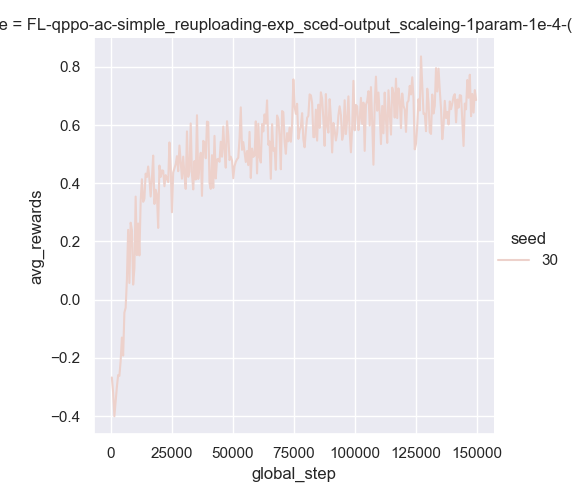 e = FL-qppo-ac-simple_reuploading-exp_sced-output_scaleing-1param-1e-4-(
0.8
0.6
0.4
0.2
0.0
−0.2
−0.4
avg_rewards
0 25000 50000 75000 100000 125000 150000
global_step
seed
30